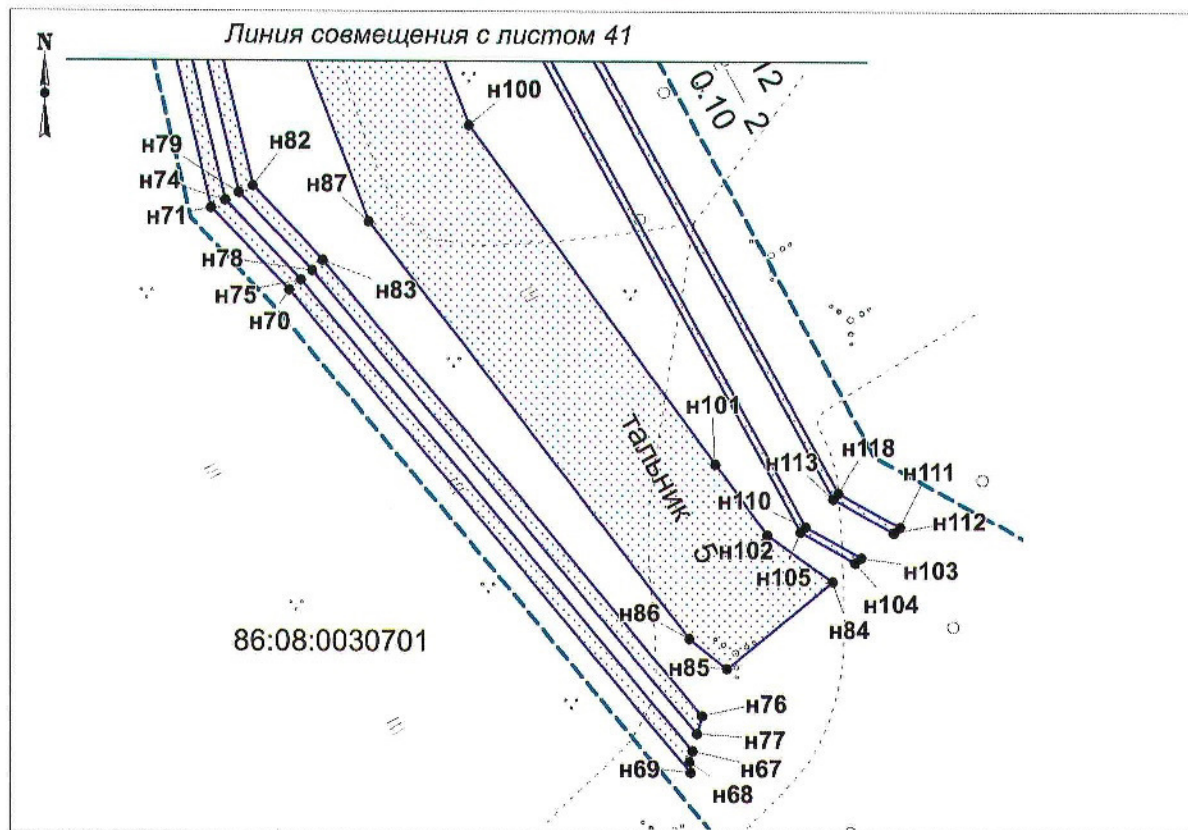 Линия совмещения с листом 41
N
12
2
0.10
н100
н79
н82
н74
н87
н71
н78
н83
н75
н70
н101
тальник
5
н118
н113
н111
н110
н112
н102
н103
н105
н104
н84
н86
86:08:0030701
н85
н76
н77
н67
н69
н68